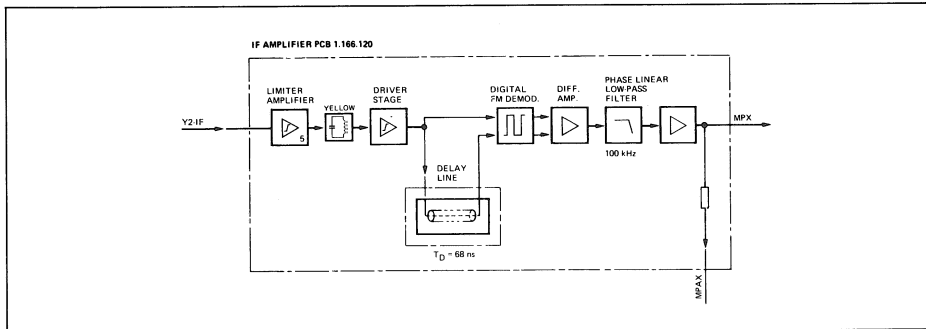 IF AMPLIFIER PCB 1.166.120
LIMITER
AMPLIFIER
YELLOW
DRIVER
STAGE
DIGITAL
FM DEMOD.
DIFF.
AMP.
PHASE LINEAR
LOW-PASS
FILTER
Y2-IF
5
MPX
100 kHz
DELAY
LINE
TD = 68 ns
MPAX